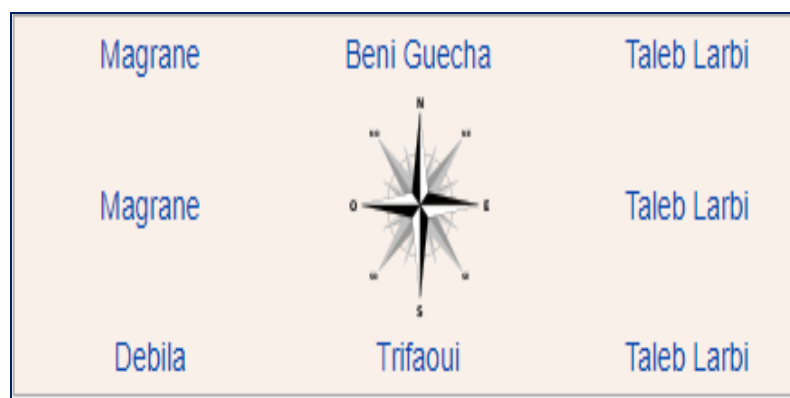 Magrane Beni Guecha Taleb Larbi
N
Magrane O E Taleb Larbi
S
Debila Trifaoui Taleb Larbi